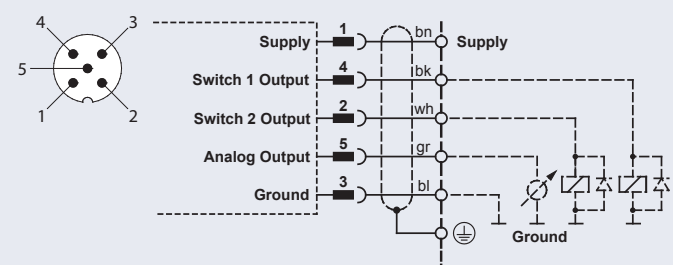 4 3
5
1 2
Supply 1 bn Supply
Switch 1 Output 4 bk
Switch 2 Output 2 wh
Analog Output 5 gr
Ground 3 bl
Ground